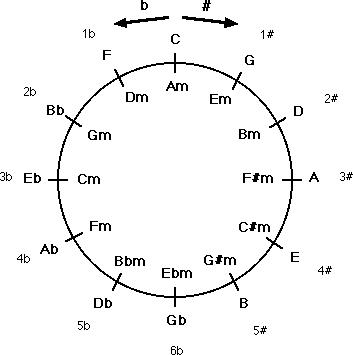 b #
1b C 1#
F G
Am
2b Dm Em 2#
Bb D
Gm Bm
3b Eb Cm F#m A 3#
Fm C#m
Ab E
4b Bbm G#m 4#
Ebm
Db B
5b Gb 5#
6b